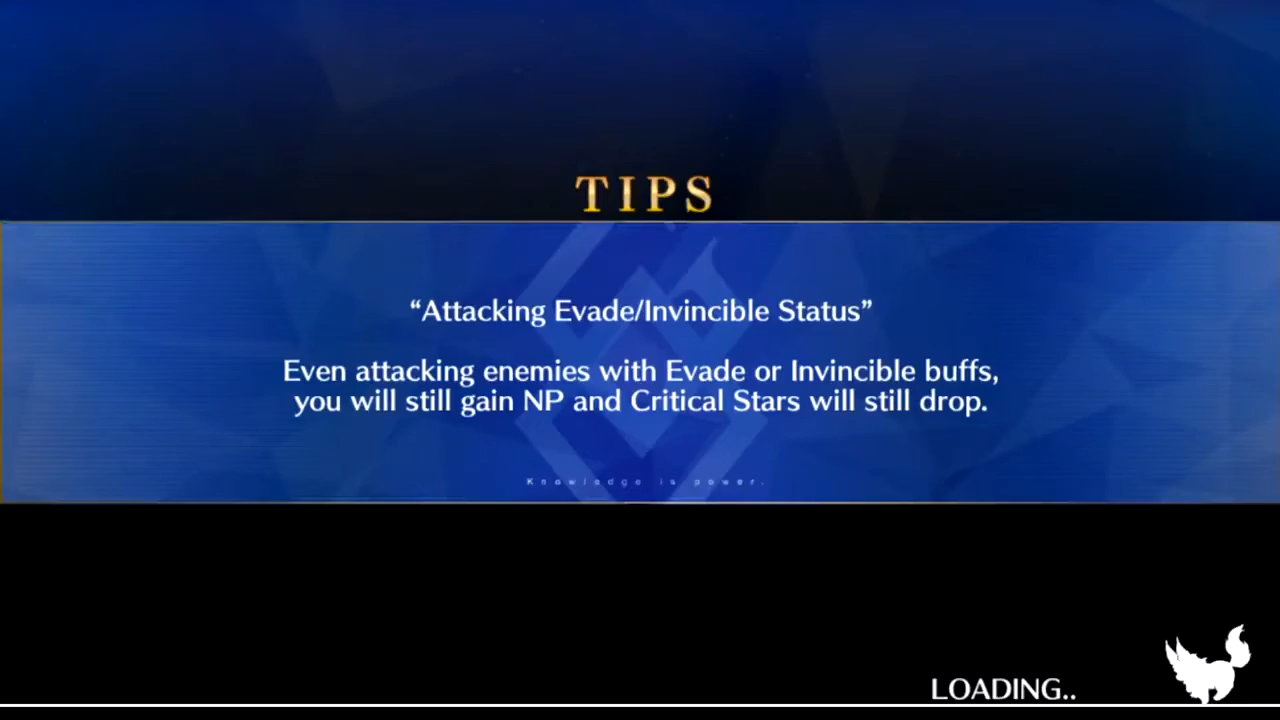 TIPS
“Attacking Evade/Invincible Status”
Even attacking enemies with Evade or Invincible buffs,
you will still gain NP and Critical Stars will still drop.
Knowledge is power.
LOADING..